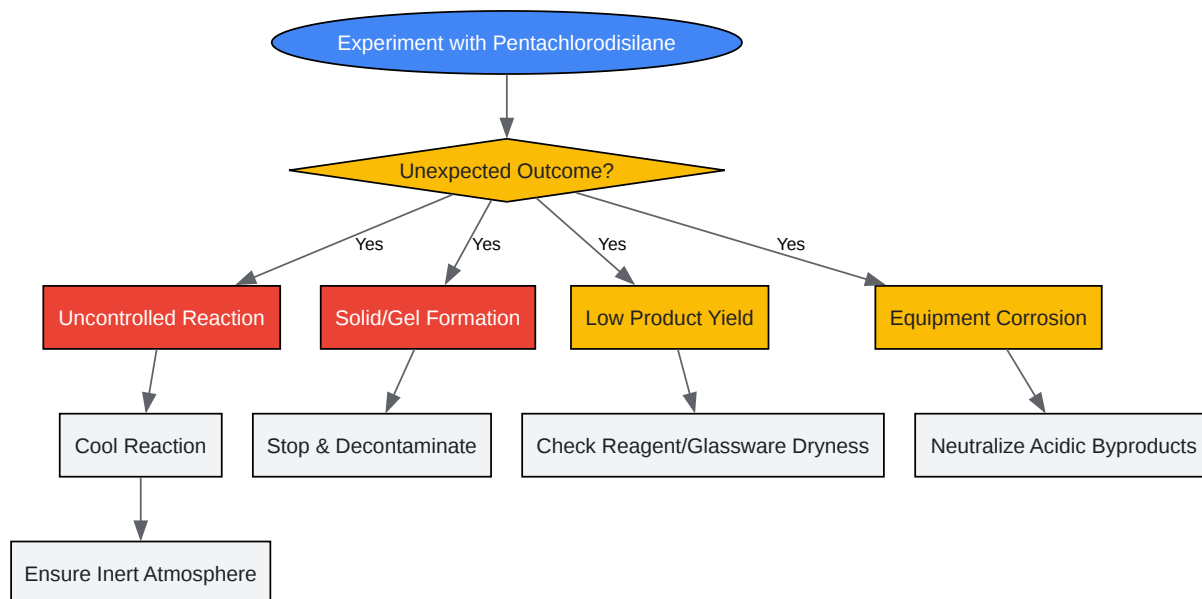 Experiment with Pentachlorodisilane
Unexpected Outcome?
Yes
Yes
Yes
Yes
Uncontrolled Reaction
Solid/Gel Formation
Low Product Yield
Equipment Corrosion
Cool Reaction
Stop & Decontaminate
Check Reagent/Glassware Dryness
Neutralize Acidic Byproducts
Ensure Inert Atmosphere